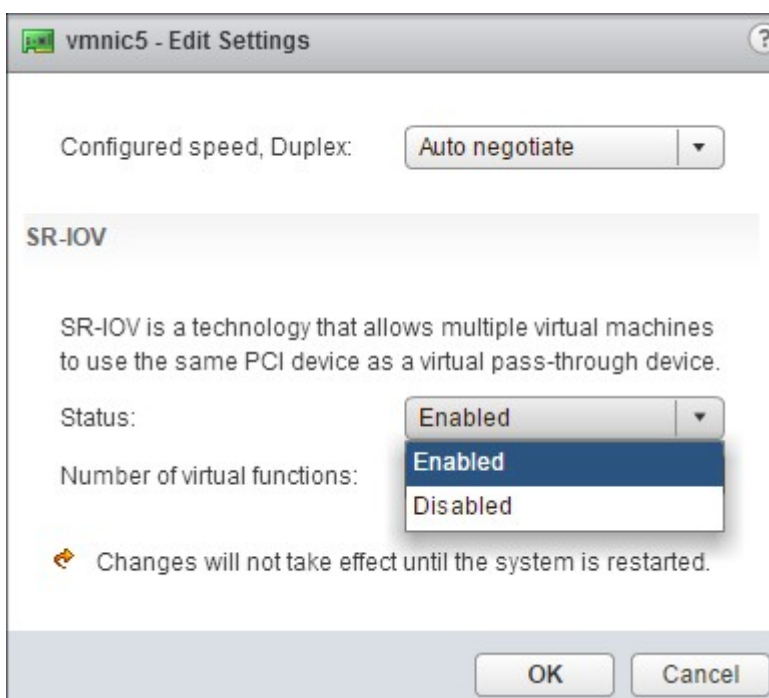 vmnic5 - Edit Settings
?
Configured speed, Duplex: Auto negotiate
SR-IOV
SR-IOV is a technology that allows multiple virtual machines
to use the same PCI device as a virtual pass-through device.
Status: Enabled
Enabled
Number of virtual functions:
Disabled
Changes will not take effect until the system is restarted.
OK Cancel